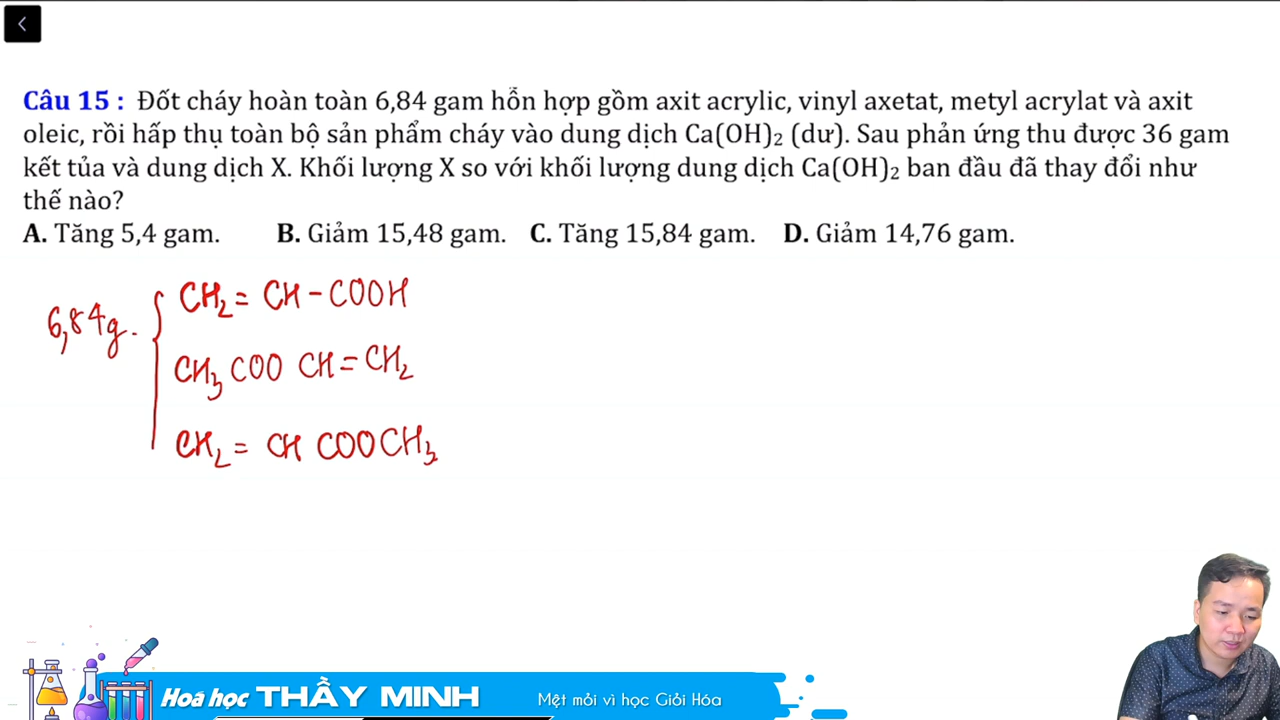 Câu 15 : Đốt cháy hoàn toàn 6,84 gam hỗn hợp gồm axit acrylic, vinyl axetat, metyl acrylat và axit
oleic, rồi hấp thụ toàn bộ sản phẩm cháy vào dung dịch Ca(OH)₂ (dư). Sau phản ứng thu được 36 gam
kết tủa và dung dịch X. Khối lượng X so với khối lượng dung dịch Ca(OH)₂ ban đầu đã thay đổi như
thế nào?
A. Tăng 5,4 gam. B. Giảm 15,48 gam. C. Tăng 15,84 gam. D. Giảm 14,76 gam.
CH₂ = CH – COOH
6,84g.
CH₃ COO CH = CH₂
CH₂ = CH COOCH₃
Hoá học THẦY MINH Mệt mỏi vì học Giỏi Hóa